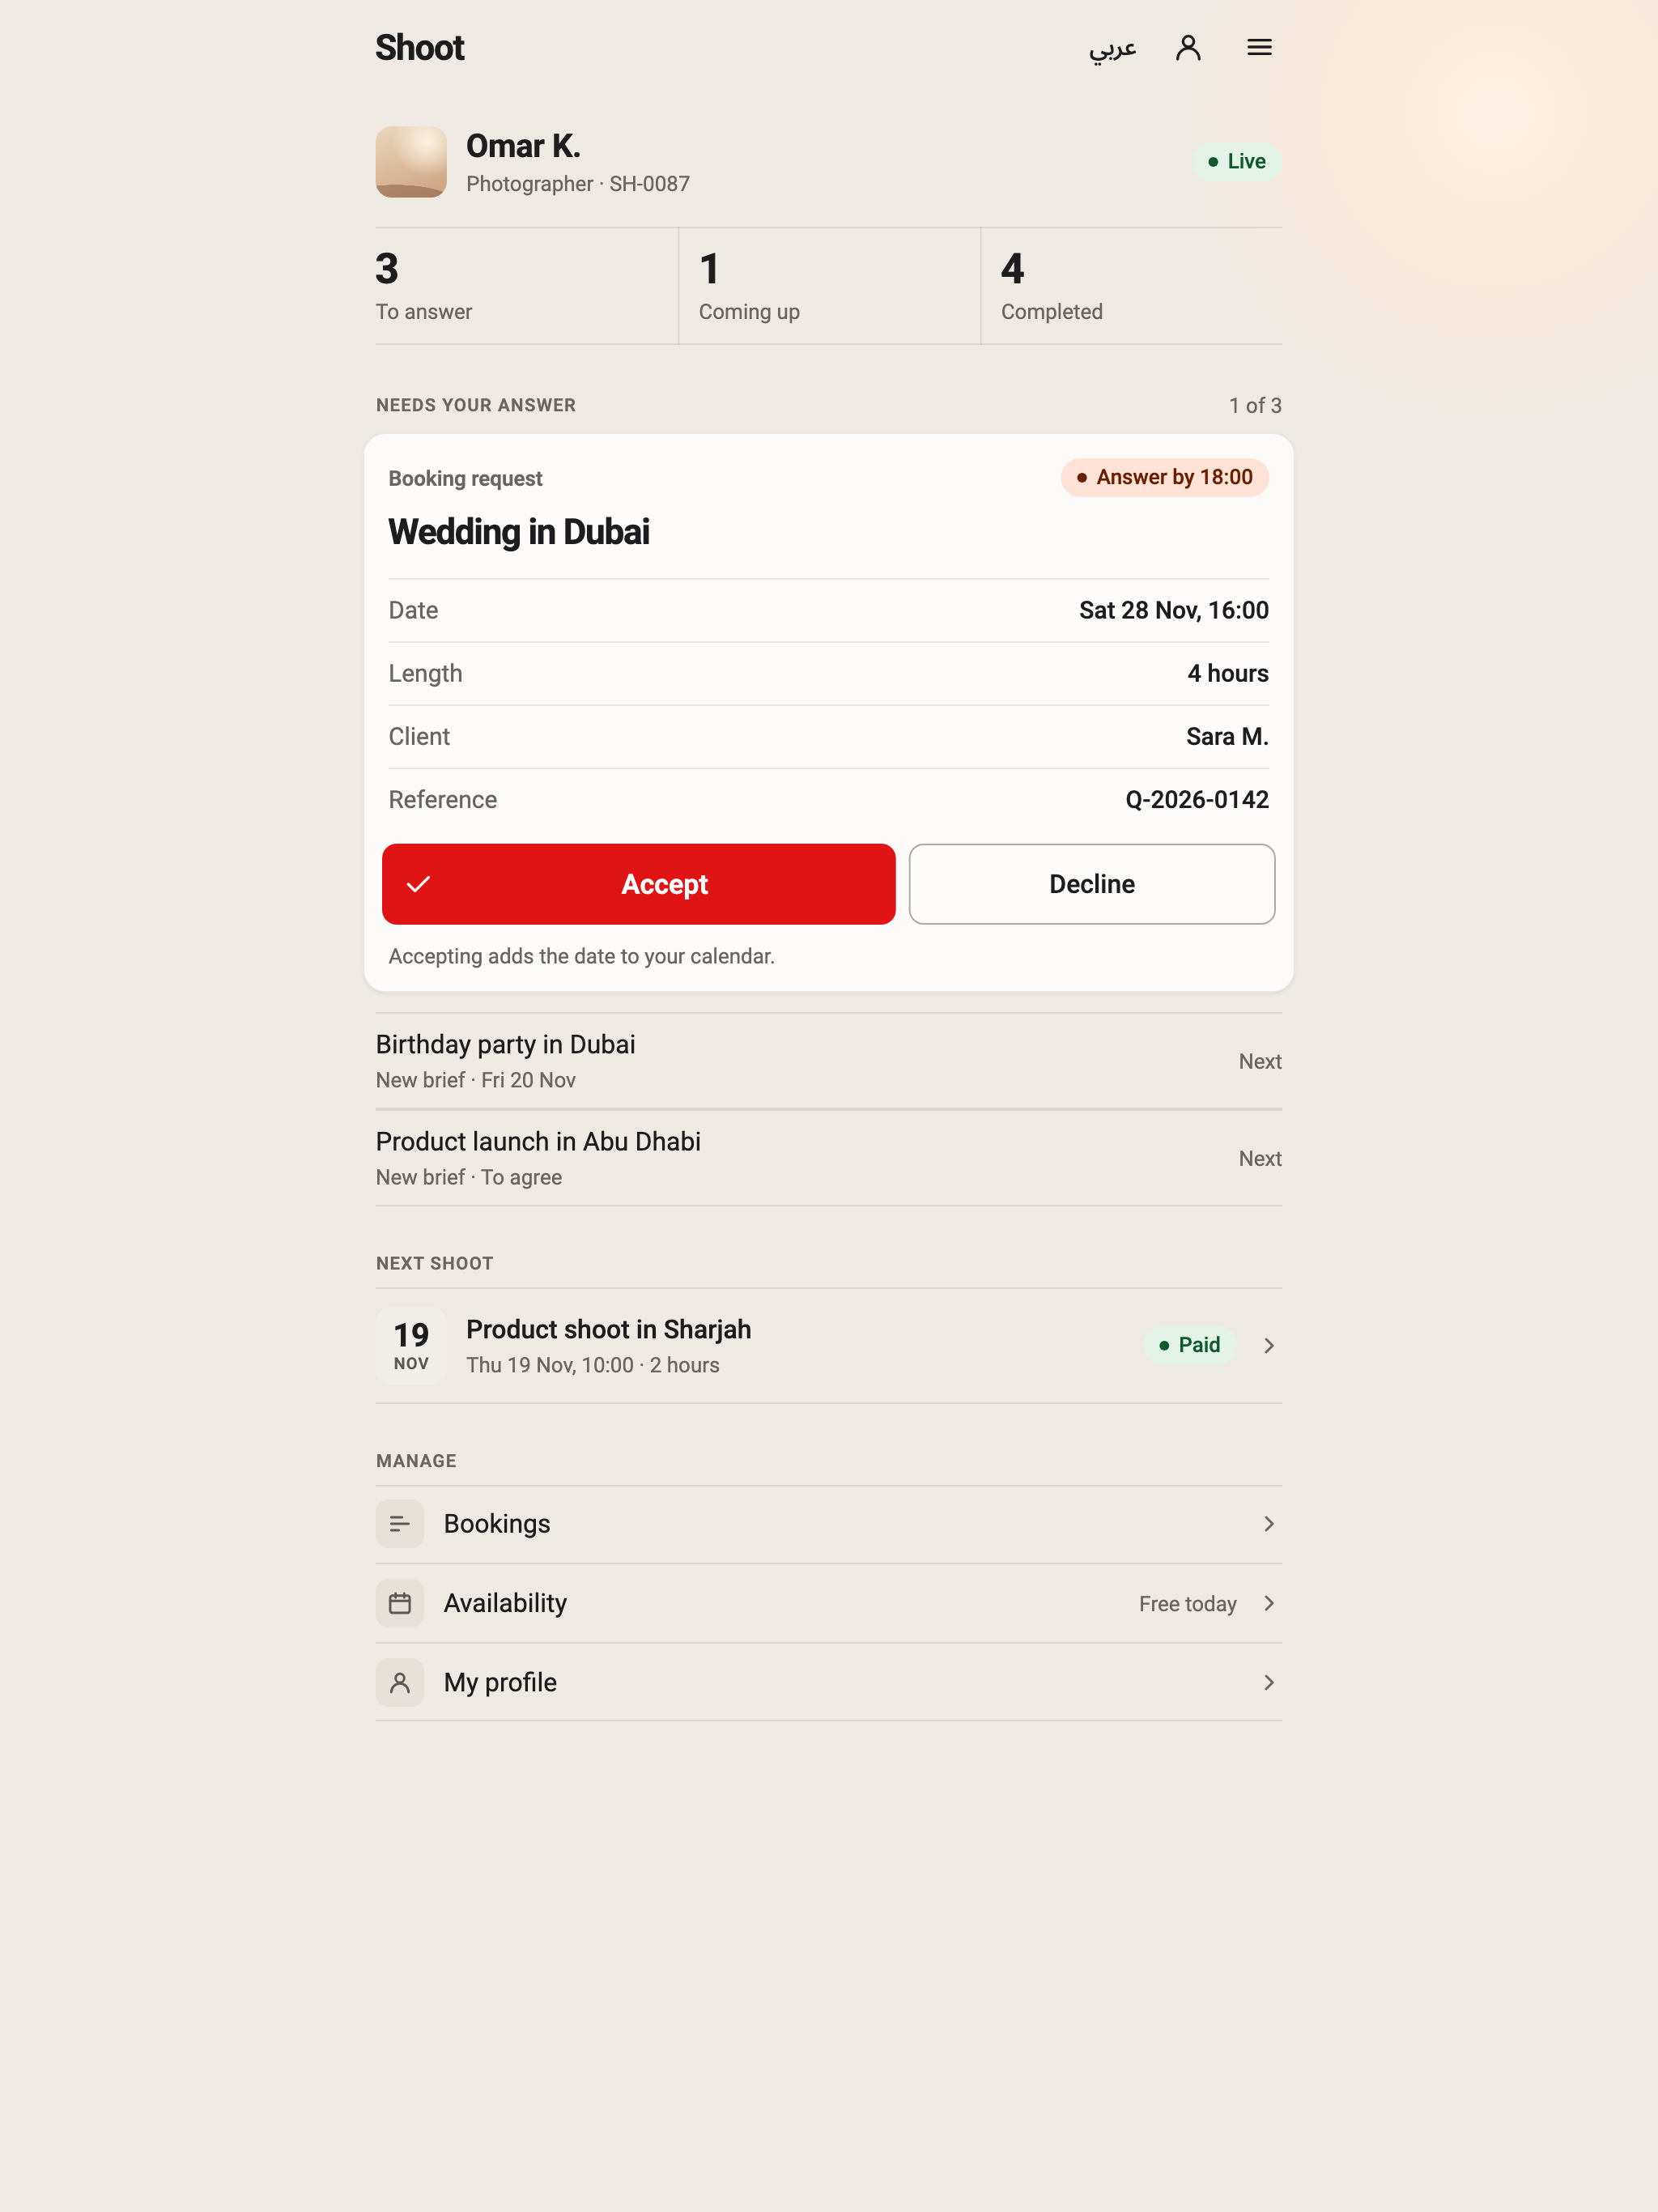 Shoot
عربي
Omar K.
Photographer · SH-0087
Live
3
To answer
1
Coming up
4
Completed
NEEDS YOUR ANSWER
1 of 3
Booking request
Answer by 18:00
Wedding in Dubai
Date
Sat 28 Nov, 16:00
Length
4 hours
Client
Sara M.
Reference
Q-2026-0142
Accept
Decline
Accepting adds the date to your calendar.
Birthday party in Dubai
New brief · Fri 20 Nov
Next
Product launch in Abu Dhabi
New brief · To agree
Next
NEXT SHOOT
19
NOV
Product shoot in Sharjah
Thu 19 Nov, 10:00 · 2 hours
Paid
MANAGE
Bookings
Availability
Free today
My profile